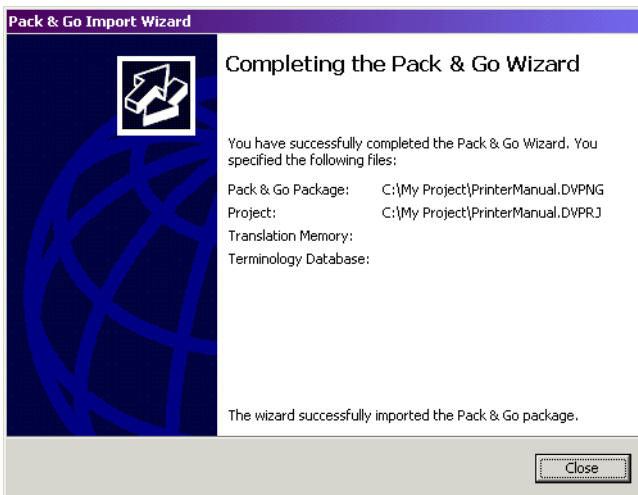 Pack & Go Import Wizard
Completing the Pack & Go Wizard
You have successfully completed the Pack & Go Wizard. You
specified the following files:
Pack & Go Package: C:\My Project\PrinterManual.DVPNG
Project: C:\My Project\PrinterManual.DVPRJ
Translation Memory:
Terminology Database:
The wizard successfully imported the Pack & Go package.
Close